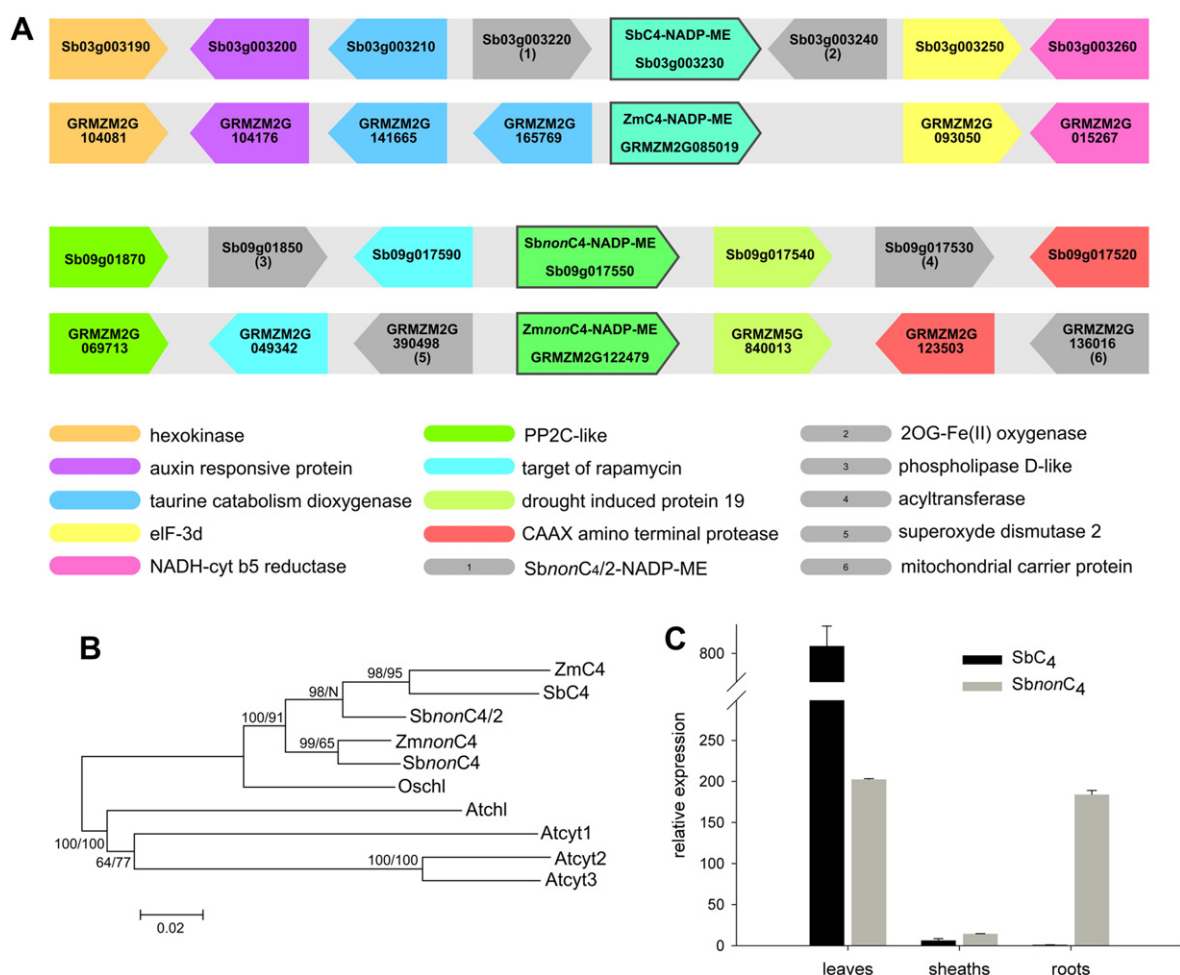 A
Sb03g003190
Sb03g003200
Sb03g003210
Sb03g003220
(1)
SbC4-NADP-ME
Sb03g003230
Sb03g003240
(2)
Sb03g003250
Sb03g003260
GRMZM2G
104081
GRMZM2G
104176
GRMZM2G
141665
GRMZM2G
165769
ZmC4-NADP-ME
GRMZM2G085019
GRMZM2G
093050
GRMZM2G
015267
Sb09g01870
Sb09g01850
(3)
Sb09g017590
SbnonC4-NADP-ME
Sb09g017550
Sb09g017540
Sb09g017530
(4)
Sb09g017520
GRMZM2G
069713
GRMZM2G
049342
GRMZM2G
390498
(5)
ZmnonC4-NADP-ME
GRMZM2G122479
GRMZM5G
840013
GRMZM2G
123503
GRMZM2G
136016
(6)
hexokinase
auxin responsive protein
taurine catabolism dioxygenase
eIF-3d
NADH-cyt b5 reductase
PP2C-like
target of rapamycin
drought induced protein 19
CAAX amino terminal protease
1 SbnonC4/2-NADP-ME
2 2OG-Fe(II) oxygenase
3 phospholipase D-like
4 acyltransferase
5 superoxyde dismutase 2
6 mitochondrial carrier protein
B
98/95
ZmC4
SbC4
98/N
SbnonC4/2
100/91
99/65
ZmnonC4
SbnonC4
Oschl
Atchl
100/100
Atcyt1
64/77
100/100
Atcyt2
Atcyt3
0.02
C
SbC4
SbnonC4
relative expression
800
250
200
150
100
50
0
leaves
sheaths
roots